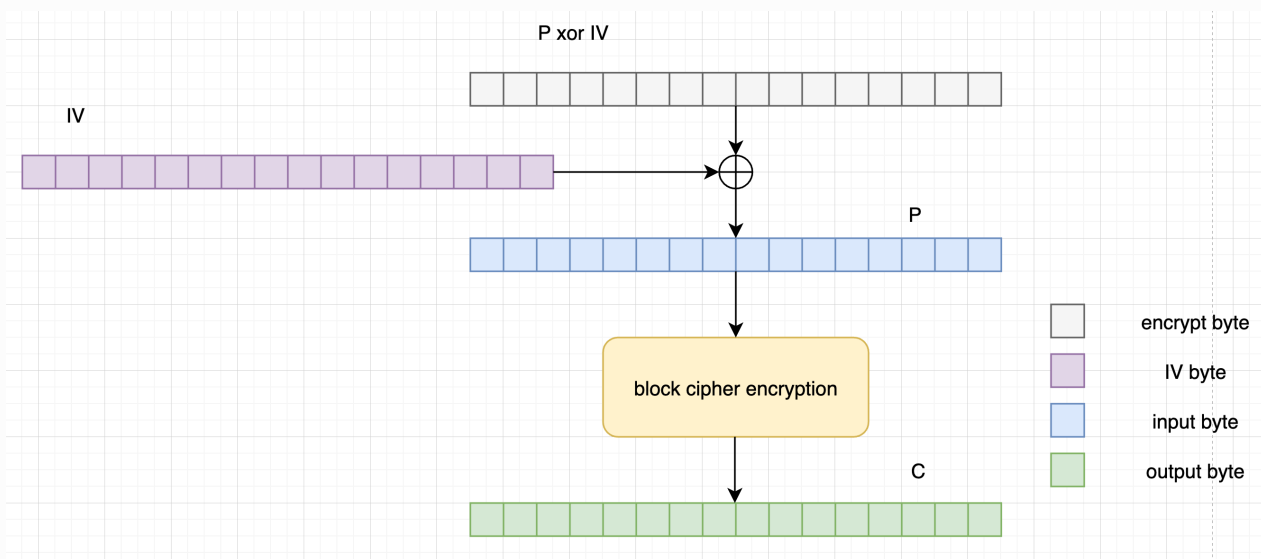 P xor IV
IV
P
block cipher encryption
C
encrypt byte
IV byte
input byte
output byte